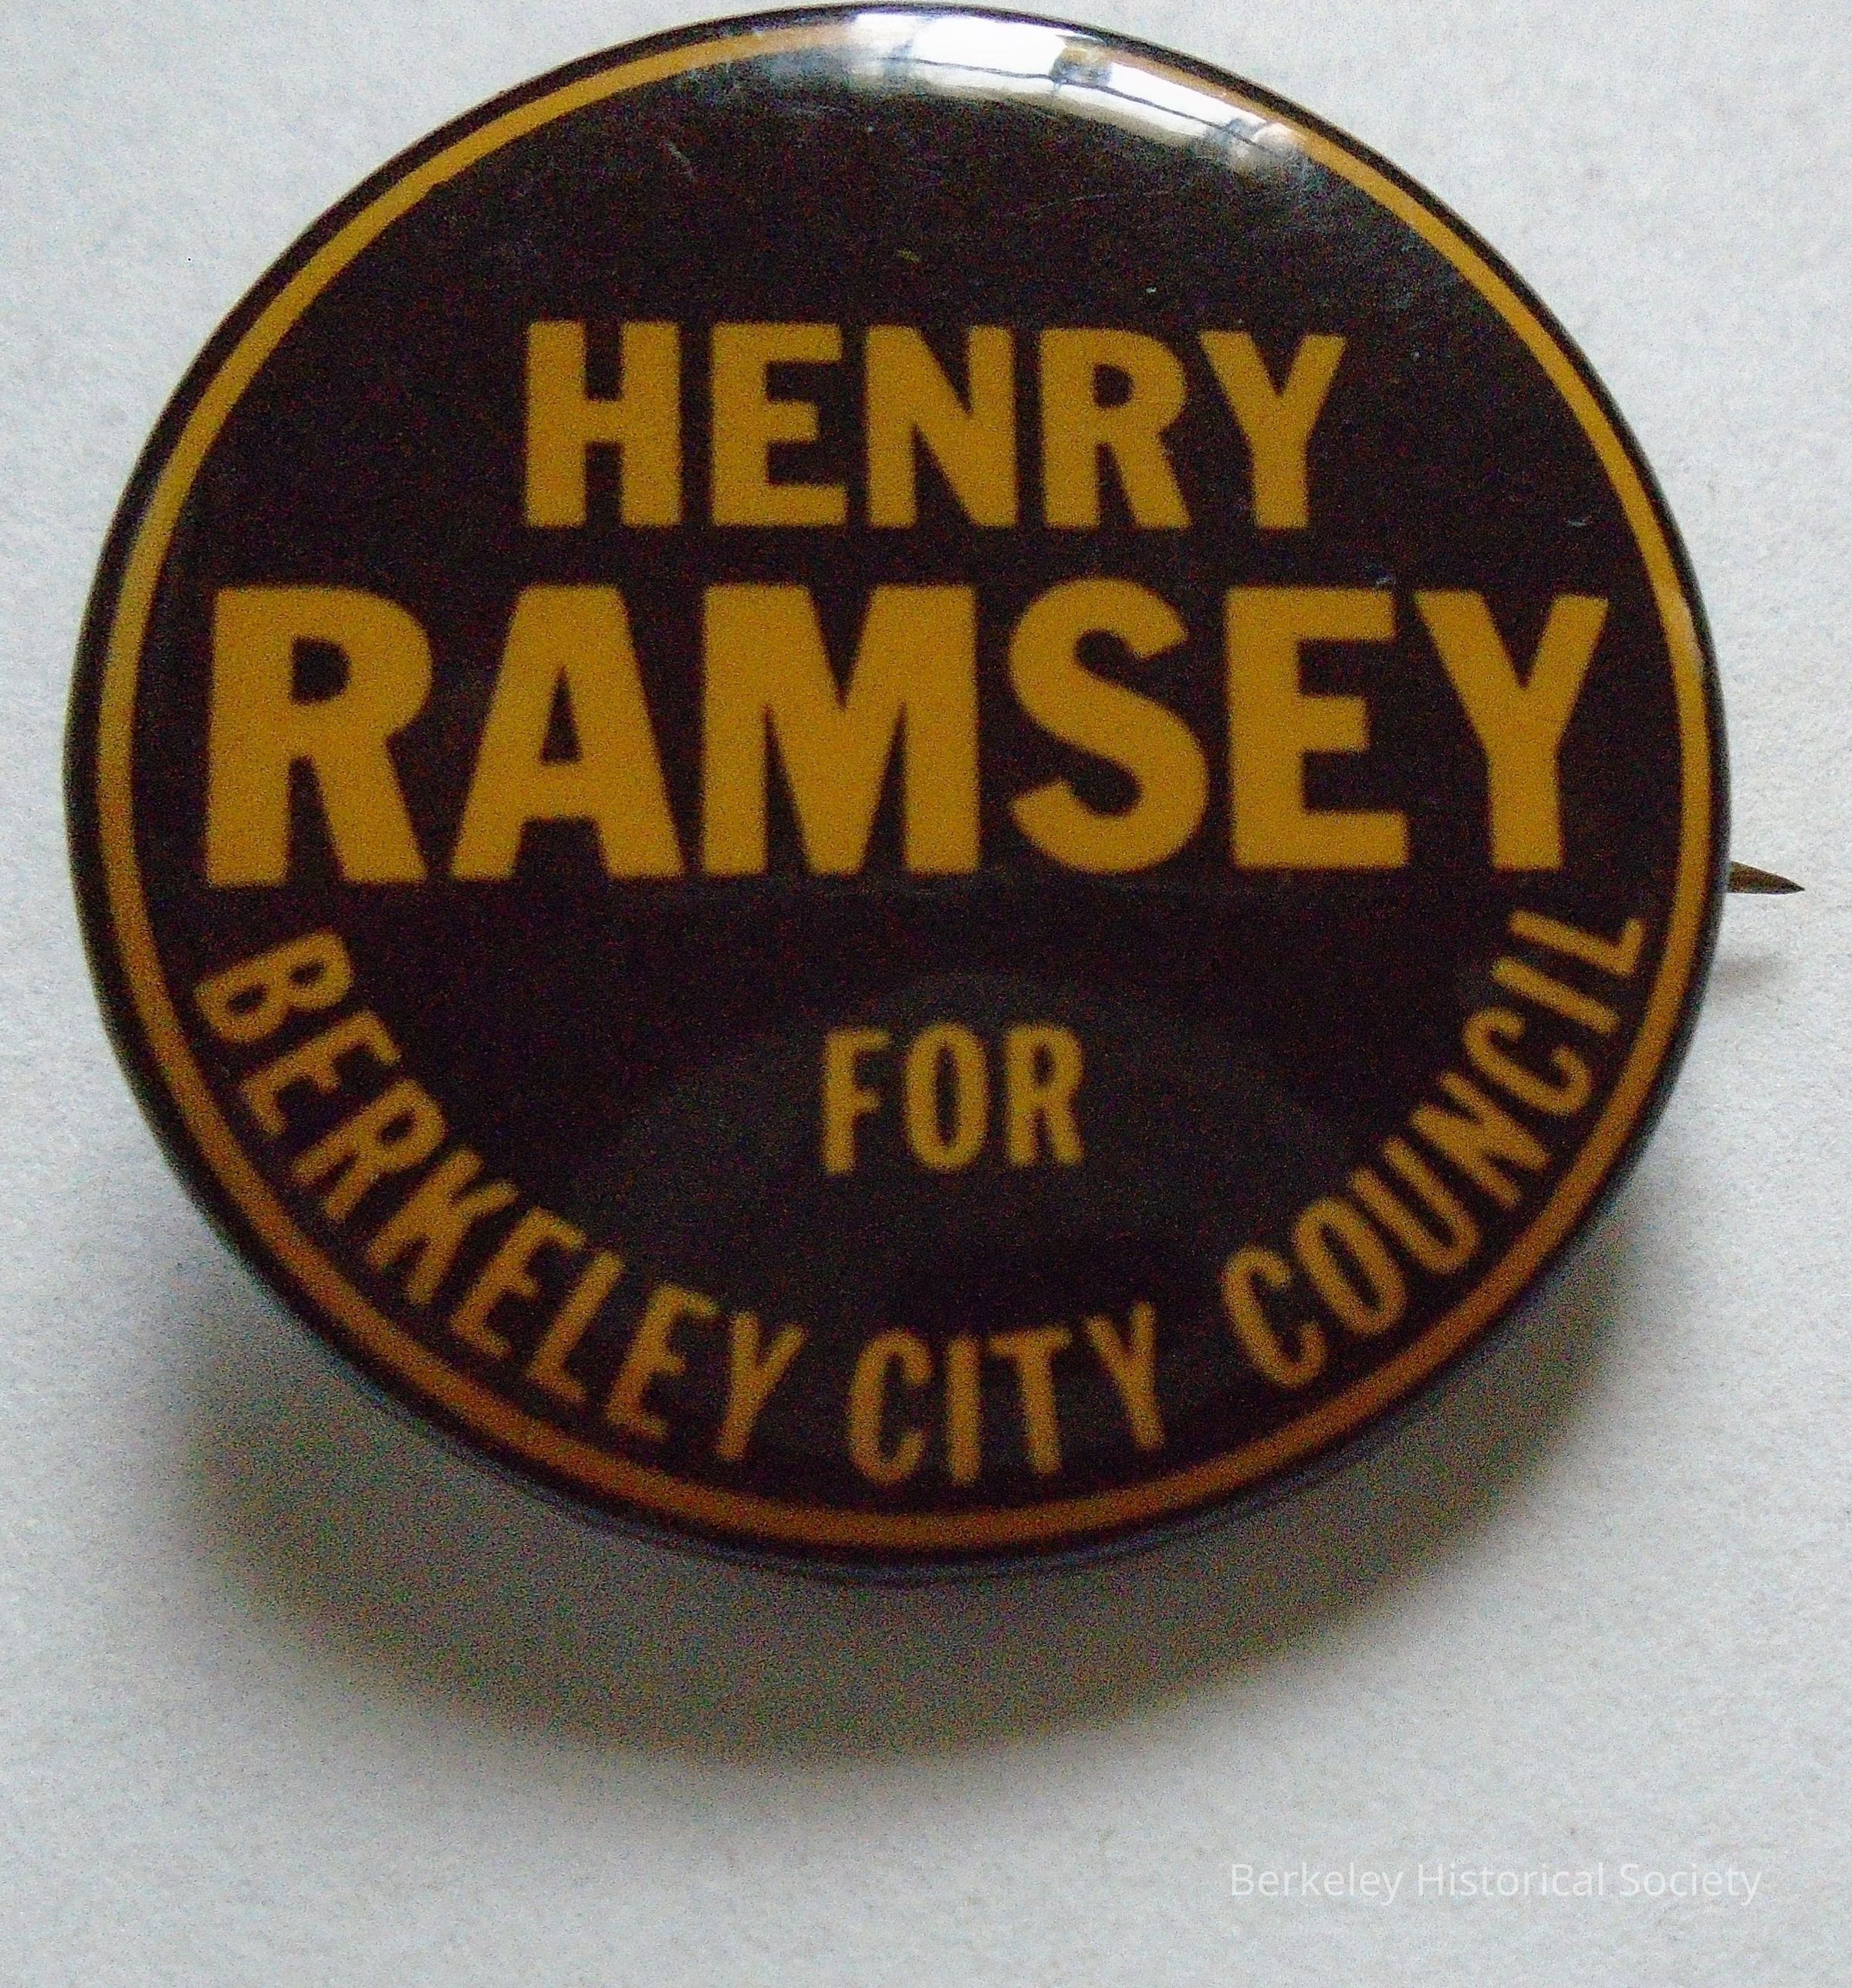 HENRY
RAMSEY
FOR
BERKELEY CITY COUNCIL
Berkeley Historical Society